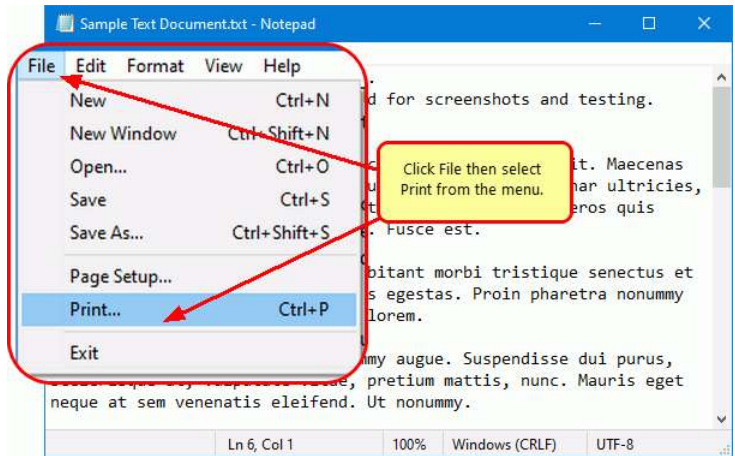 Sample Text Document.txt - Notepad
File Edit Format View Help
New Ctrl+N
New Window Ctrl+Shift+N
Open... Ctrl+O
Save Ctrl+S
Save As... Ctrl+Shift+S
Page Setup...
Print... Ctrl+P
Exit
Click File then select
Print from the menu.
for screenshots and testing.
it. Maecenas
ultricies,
eros quis
Fusce est.
morbi tristique senectus et
egestas. Proin pharetra nonummy
lorem.
augue. Suspendisse dui purus,
pretium mattis, nunc. Mauris eget
neque at sem venenatis eleifend. Ut nonummy.
Ln 6, Col 1 100% Windows (CRLF) UTF-8